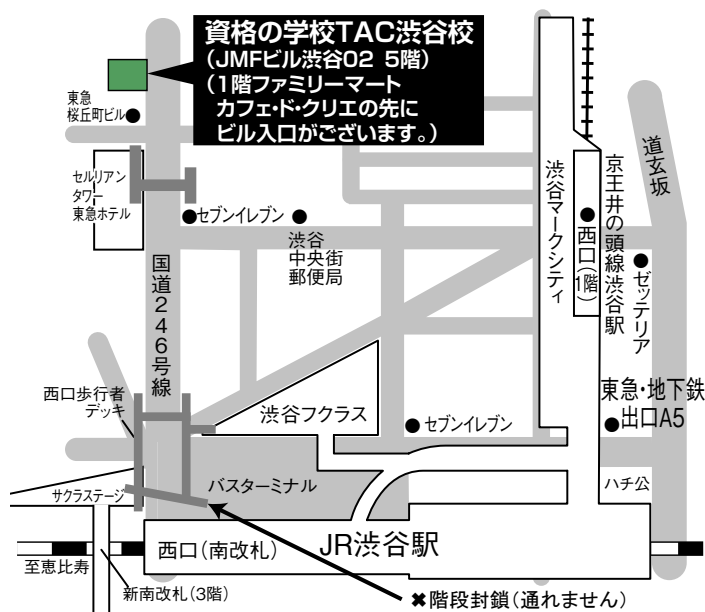 資格の学校TAC渋谷校
(JMFビル渋谷02 5階)
(1階ファミリーマート
カフェ・ド・クリエの先に
ビル入口がございます。)
東急
桜丘町ビル
セルリアン
タワー
東急ホテル
セブンイレブン
渋谷
中央街
郵便局
国道246号線
渋谷マークシティ
西口(1階)
京王井の頭線渋谷駅
道玄坂
ゼッテリア
西口歩行者
デッキ
渋谷フクラス
セブンイレブン
東急・地下鉄
出口A5
サクラステージ
バスターミナル
ハチ公
西口(南改札)
JR渋谷駅
至恵比寿
新南改札(3階)
✖階段封鎖(通れません)